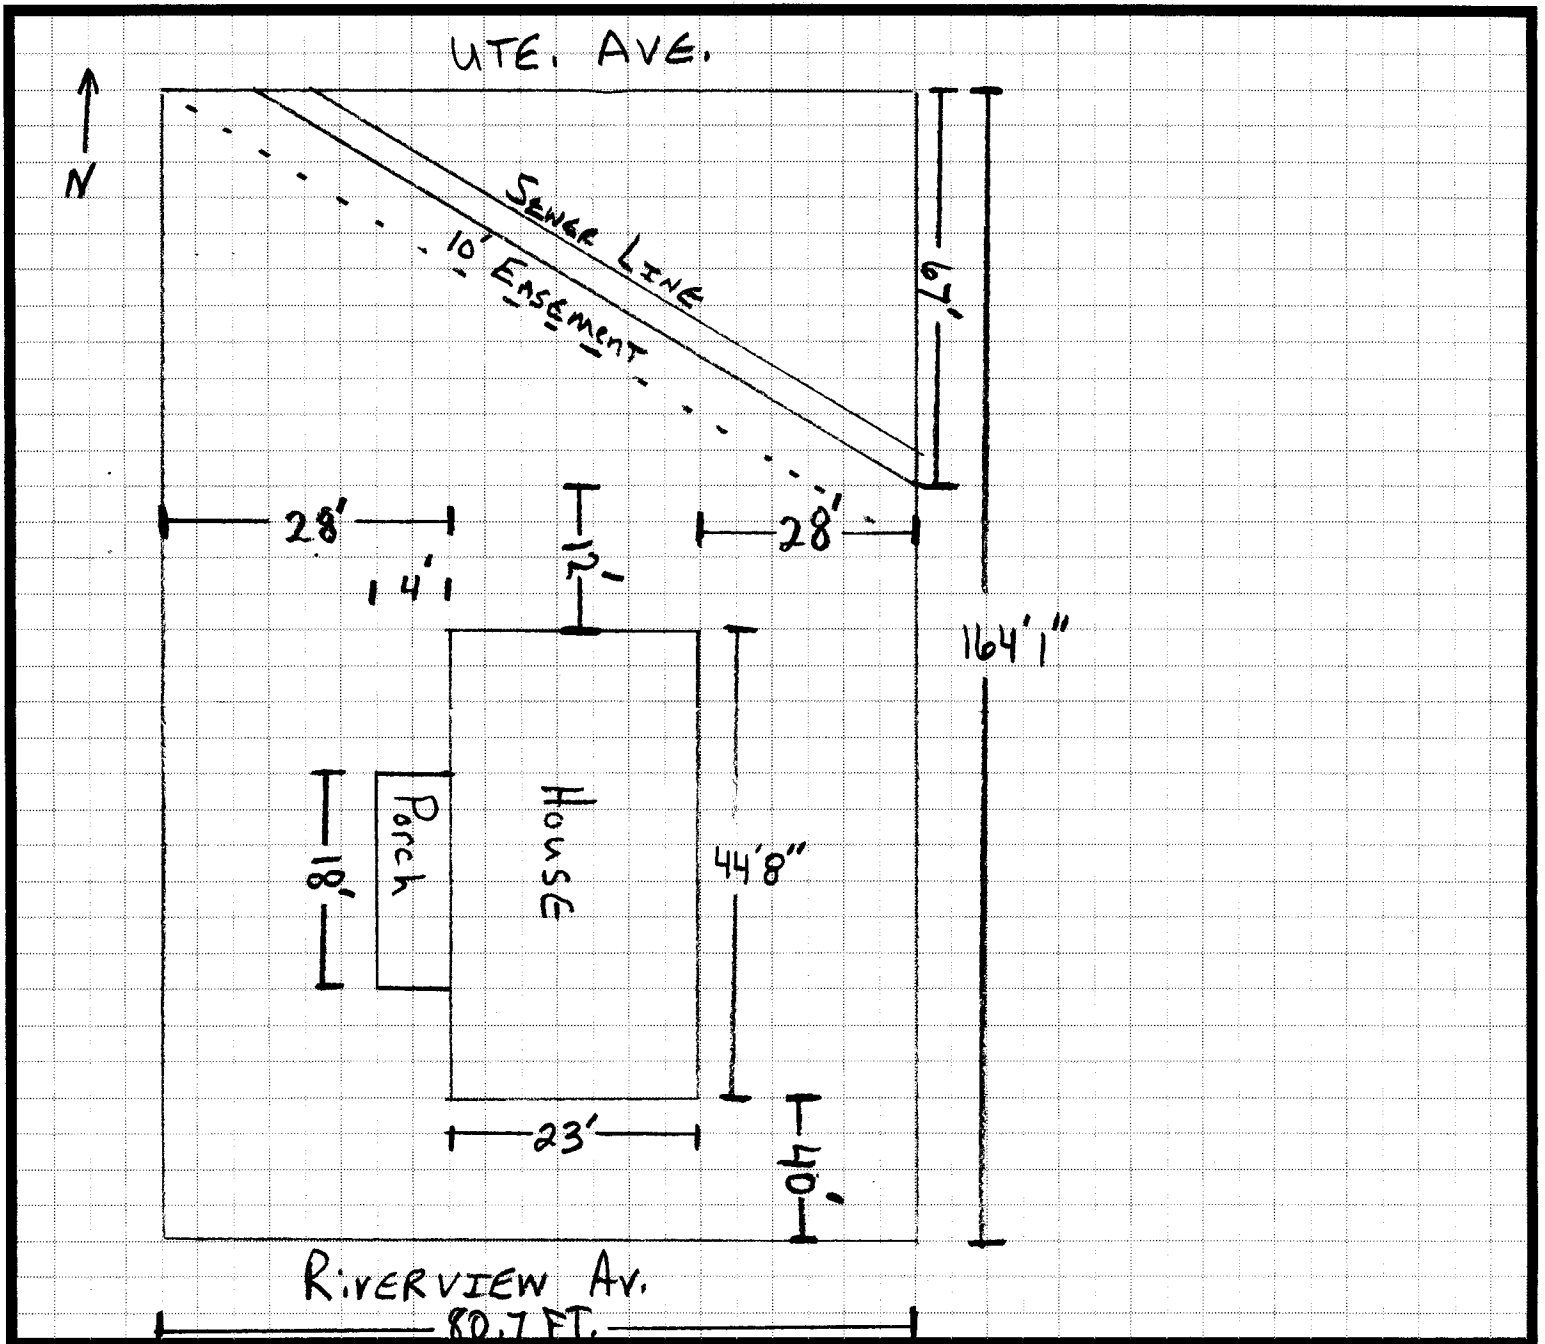 UTE. AVE.
N
SEWER LINE
10' EASEMENT
67'
28'
12'
28'
4'
164'1"
Porch
House
18'
44'8"
23'
40'
RIVERVIEW AV.
80.7 FT.